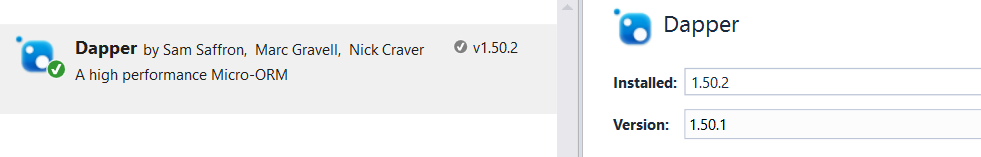 Dapper by Sam Saffron, Marc Gravell, Nick Craver v1.50.2
A high performance Micro-ORM
Dapper
Installed: 1.50.2
Version: 1.50.1